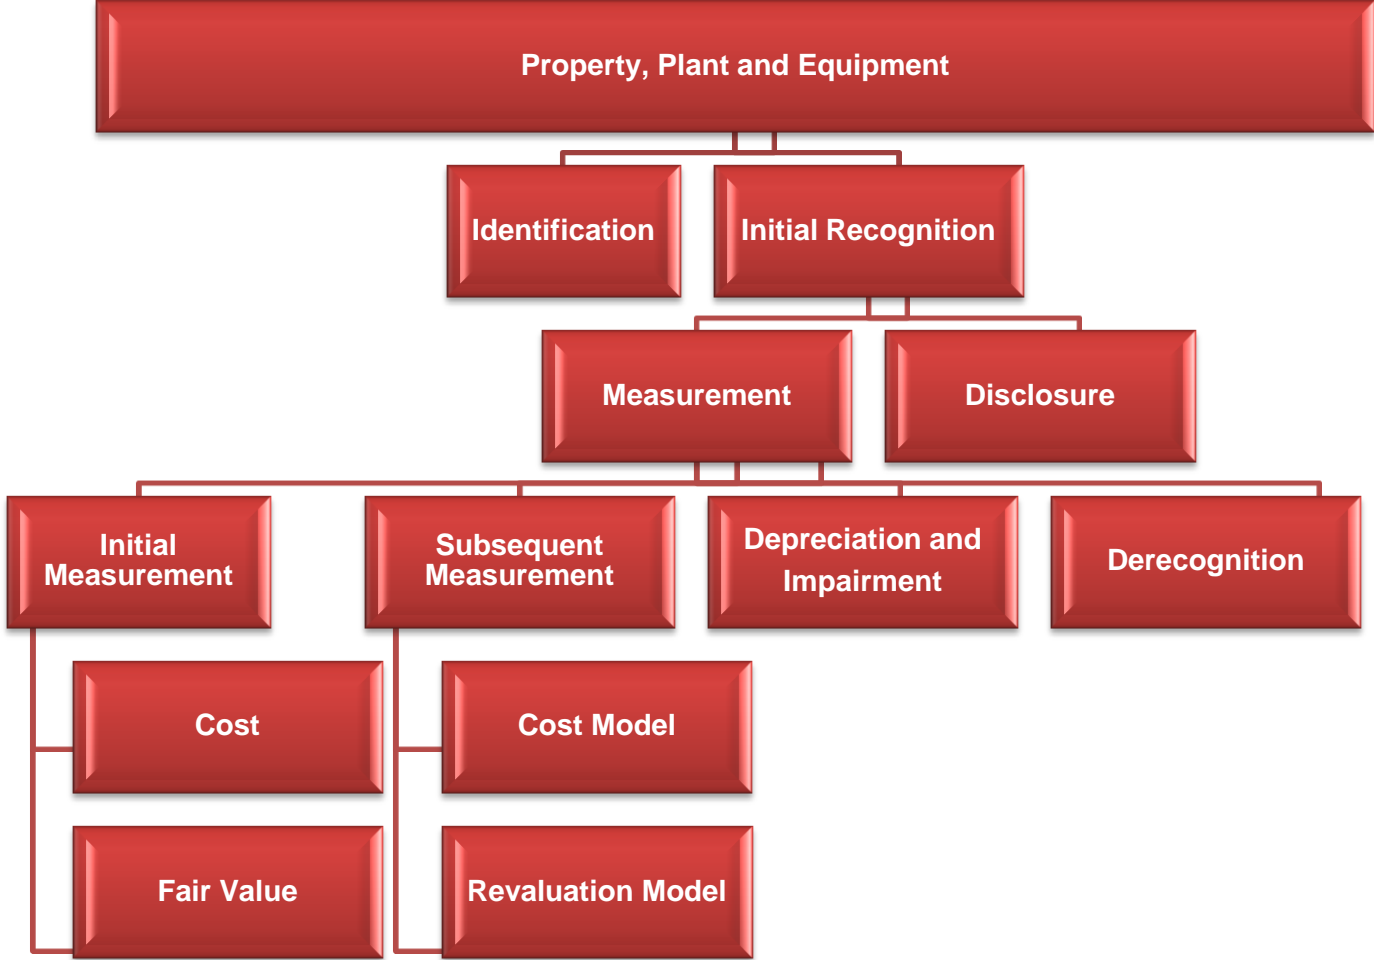 Property, Plant and Equipment
Identification
Initial Recognition
Measurement
Disclosure
Initial
Measurement
Subsequent
Measurement
Depreciation and
Impairment
Derecognition
Cost
Cost Model
Fair Value
Revaluation Model